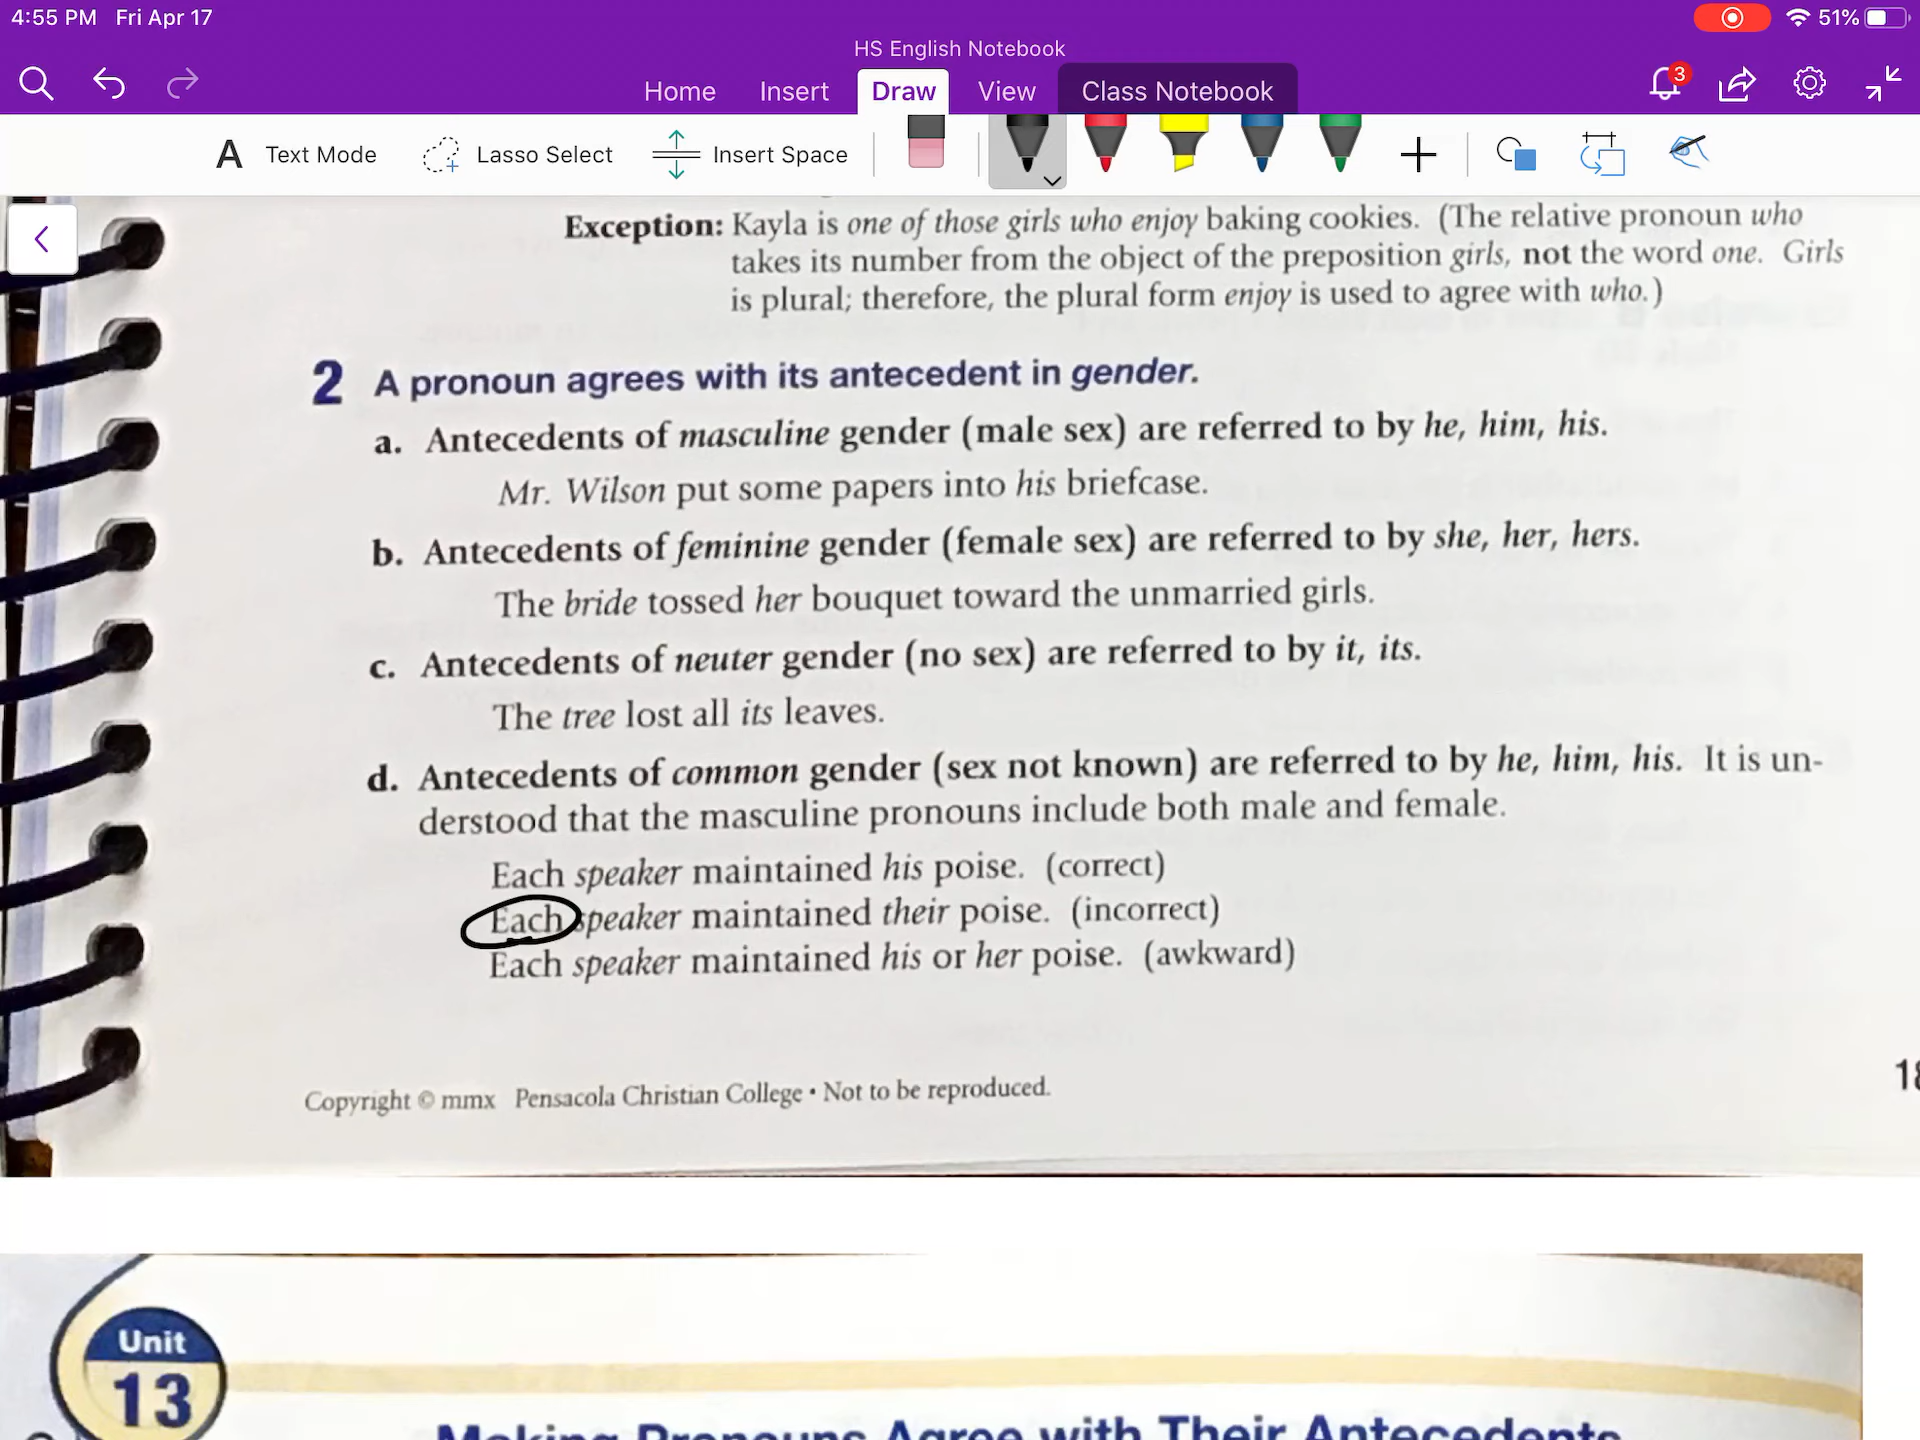 4:55 PM Fri Apr 17
51%
HS English Notebook
3
Home Insert Draw View Class Notebook
A Text Mode Lasso Select Insert Space
Exception: Kayla is one of those girls who enjoy baking cookies. (The relative pronoun who
takes its number from the object of the preposition girls, not the word one. Girls
is plural; therefore, the plural form enjoy is used to agree with who.)
2 A pronoun agrees with its antecedent in gender.
a. Antecedents of masculine gender (male sex) are referred to by he, him, his.
Mr. Wilson put some papers into his briefcase.
b. Antecedents of feminine gender (female sex) are referred to by she, her, hers.
The bride tossed her bouquet toward the unmarried girls.
c. Antecedents of neuter gender (no sex) are referred to by it, its.
The tree lost all its leaves.
d. Antecedents of common gender (sex not known) are referred to by he, him, his. It is un-
derstood that the masculine pronouns include both male and female.
Each speaker maintained his poise. (correct)
Each speaker maintained their poise. (incorrect)
Each speaker maintained his or her poise. (awkward)
Copyright © mmx Pensacola Christian College • Not to be reproduced.
Unit
13
Making Pronouns Agree with Their Antecedents